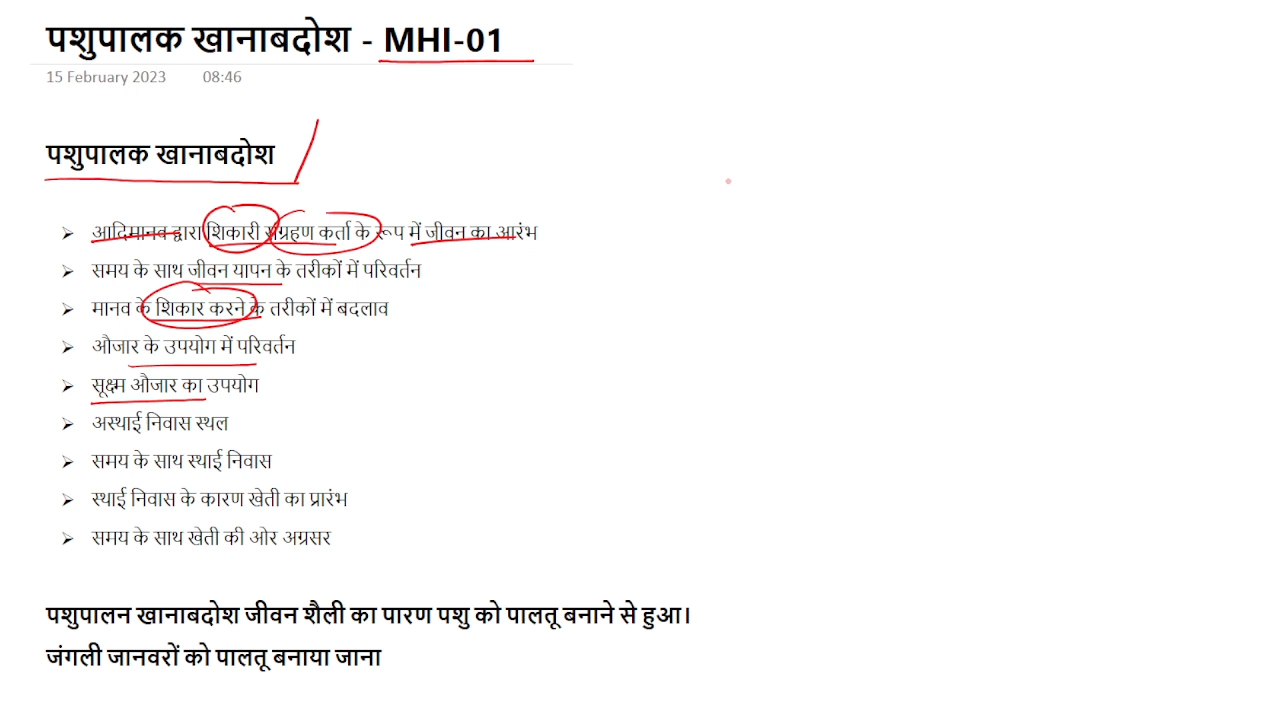 पशुपालक खानाबदोश - MHI-01
15 February 2023 08:46
पशुपालक खानाबदोश
➢ आदिमानव द्वारा शिकारी संग्रहण कर्ता के रूप में जीवन का आरंभ
➢ समय के साथ जीवन यापन के तरीकों में परिवर्तन
➢ मानव के शिकार करने के तरीकों में बदलाव
➢ औजार के उपयोग में परिवर्तन
➢ सूक्ष्म औजार का उपयोग
➢ अस्थाई निवास स्थल
➢ समय के साथ स्थाई निवास
➢ स्थाई निवास के कारण खेती का प्रारंभ
➢ समय के साथ खेती की ओर अग्रसर
पशुपालन खानाबदोश जीवन शैली का पारण पशु को पालतू बनाने से हुआ।
जंगली जानवरों को पालतू बनाया जाना